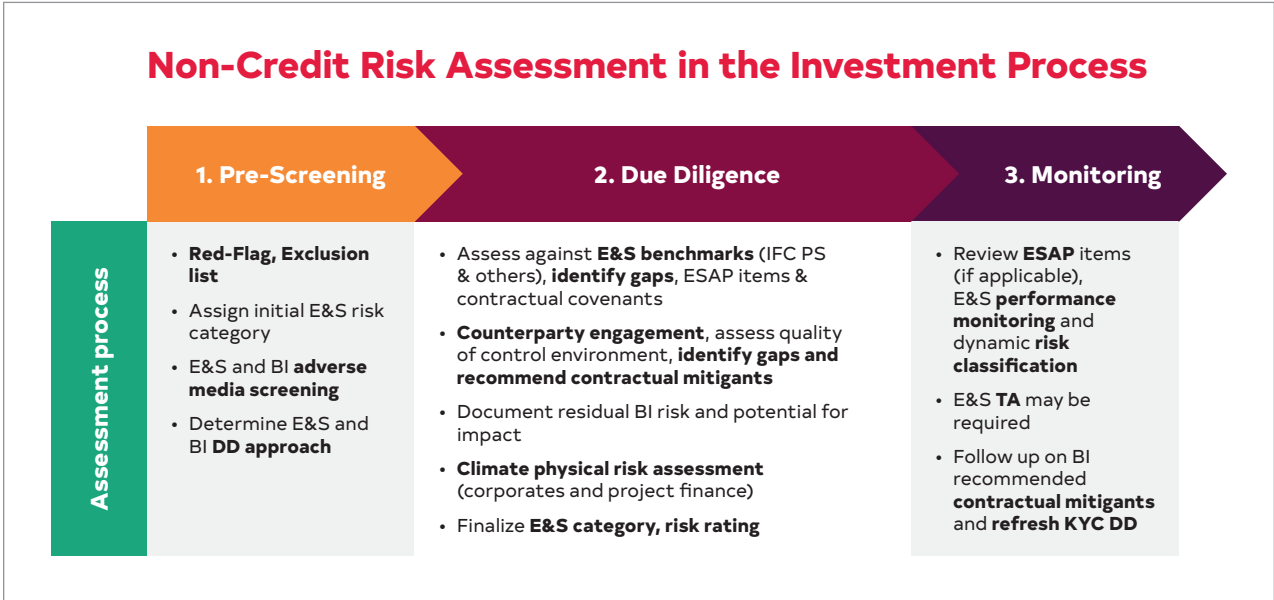 Non-Credit Risk Assessment in the Investment Process
1. Pre-Screening
2. Due Diligence
3. Monitoring
Assessment process
• Red-Flag, Exclusion
list
• Assign initial E&S risk
category
• E&S and BI adverse
media screening
• Determine E&S and
BI DD approach
• Assess against E&S benchmarks (IFC PS
& others), identify gaps, ESAP items &
contractual covenants
• Counterparty engagement, assess quality
of control environment, identify gaps and
recommend contractual mitigants
• Document residual BI risk and potential for
impact
• Climate physical risk assessment
(corporates and project finance)
• Finalize E&S category, risk rating
• Review ESAP items
(if applicable),
E&S performance
monitoring and
dynamic risk
classification
• E&S TA may be
required
• Follow up on BI
recommended
contractual mitigants
and refresh KYC DD